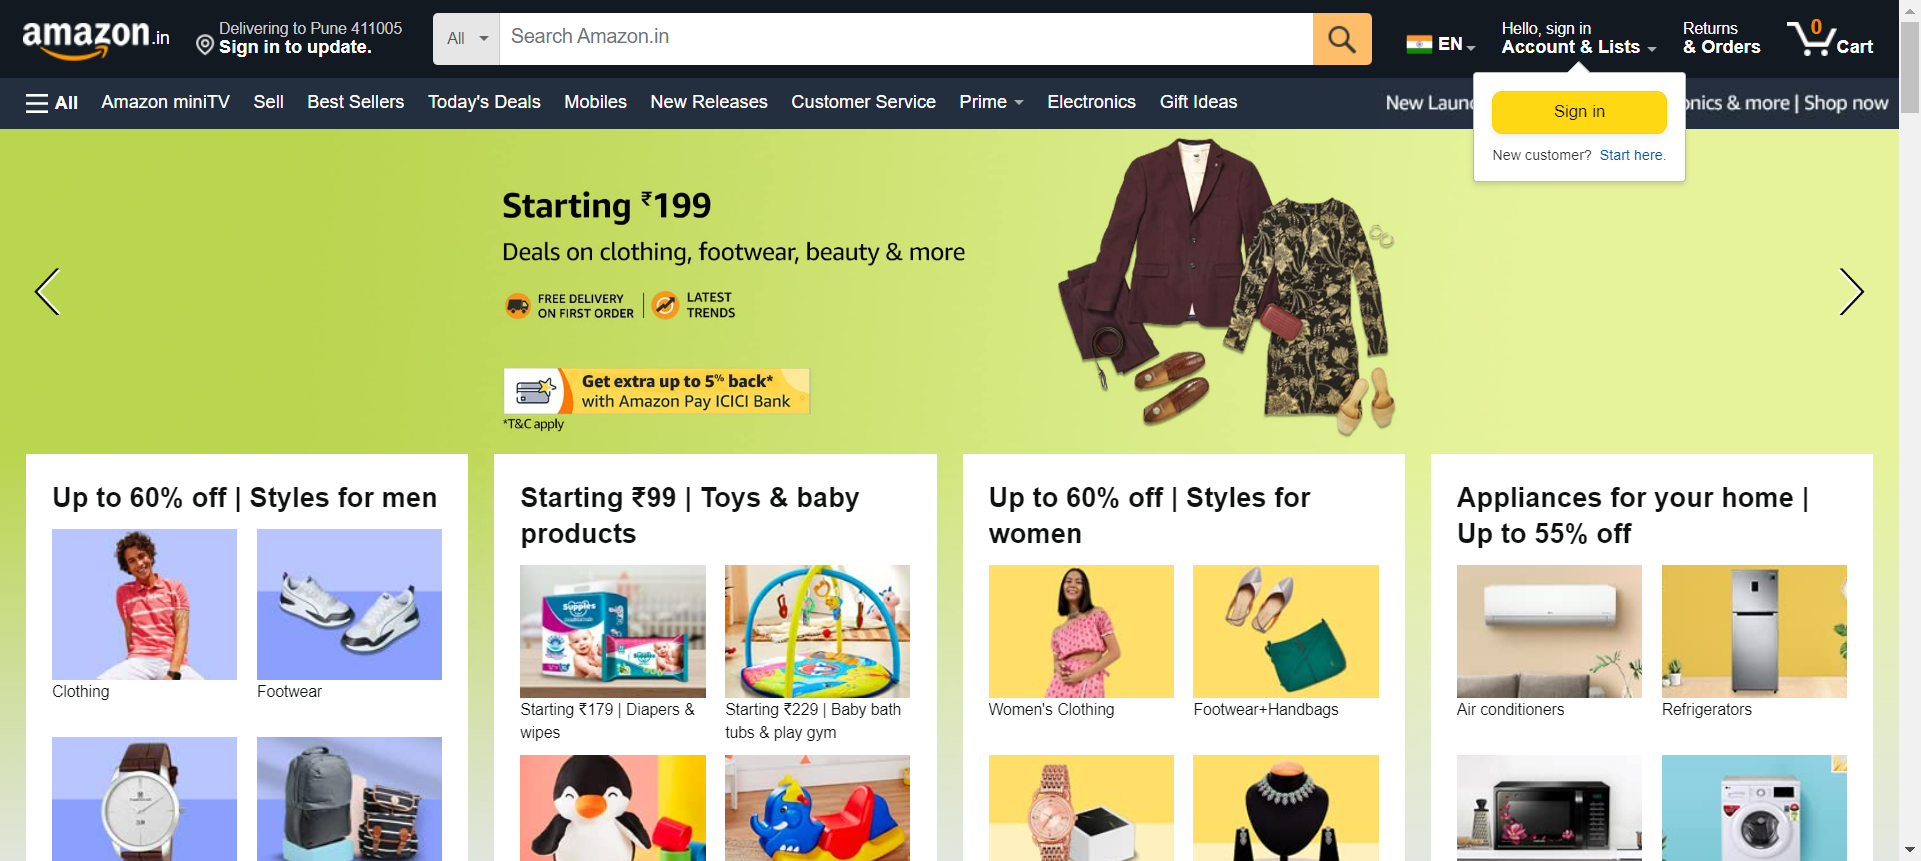 amazon.in
Delivering to Pune 411005
Sign in to update.
All
Search Amazon.in
EN
Hello, sign in
Account & Lists
Returns
& Orders
0
Cart
All
Amazon miniTV
Sell
Best Sellers
Today's Deals
Mobiles
New Releases
Customer Service
Prime
Electronics
Gift Ideas
New
& more | Shop now
Sign in
New customer? Start here.
Starting ₹199
Deals on clothing, footwear, beauty & more
FREE DELIVERY
ON FIRST ORDER
LATEST
TRENDS
Get extra up to 5% back*
with Amazon Pay ICICI Bank
*T&C apply
Up to 60% off | Styles for men
Clothing
Footwear
Starting ₹99 | Toys & baby
products
Supples
Supples
Starting ₹179 | Diapers &
wipes
Starting ₹229 | Baby bath
tubs & play gym
Up to 60% off | Styles for
women
Women's Clothing
Footwear+Handbags
Appliances for your home |
Up to 55% off
Air conditioners
Refrigerators